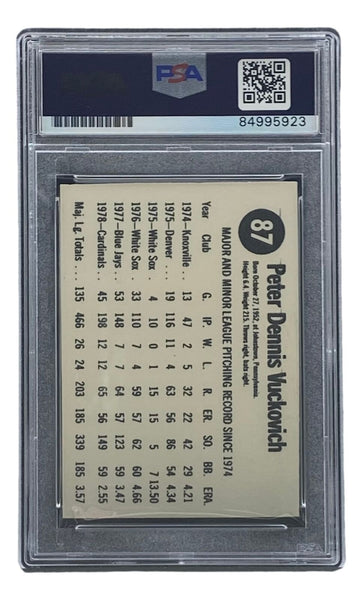 PSA
84995923
87 Peter Dennis Vuckovich
Born October 27, 1952, at Johnstown, Pennsylvania.
Height 6.4. Weight 215. Throws right, bats right.
MAJOR AND MINOR LEAGUE PITCHING RECORD SINCE 1974
Year Club G. IP. W. L. R. ER. SO. BB. ERA.
1974—Knoxville.. 13 47 2 5 32 22 42 29 4.21
1975—Denver... 19 116 11 4 63 56 86 54 4.34
1975—White Sox. 4 10 0 1 15 15 5 7 13.50
1976—White Sox. 33 110 7 4 59 57 62 60 4.66
1977—Blue Jays.. 53 148 7 7 64 57 123 59 3.47
1978—Cardinals.. 45 198 12 12 65 56 149 59 2.55
Maj. Lg. Totals ... 135 466 26 24 203 185 339 185 3.57